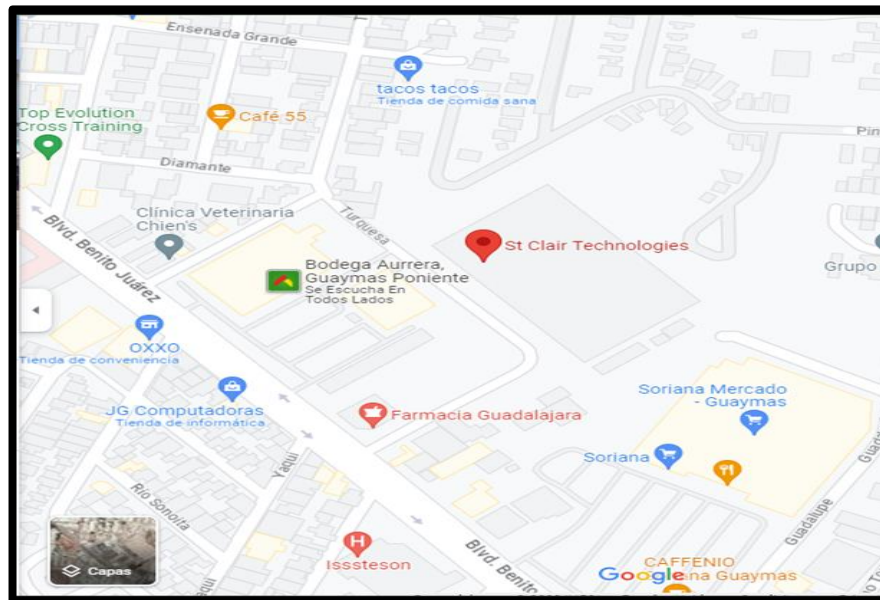 Ensenada Grande
tacos tacos
Tienda de comida sana
Top Evolution
Cross Training
Café 55
Diamante
Clínica Veterinaria
Chien's
Turquesa
St Clair Technologies
Blvd. Benito Juárez
Bodega Aurrera,
Guaymas Poniente
Se Escucha En
Todos Lados
Grupo
OXXO
Tienda de conveniencia
JG Computadoras
Tienda de informática
Farmacia Guadalajara
Soriana Mercado
- Guaymas
Soriana
Yaqui
Rio Sonoita
Guadalupe
Isssteson
Blvd. Benito
CAFFENIO
Google
Guaymas
Capas